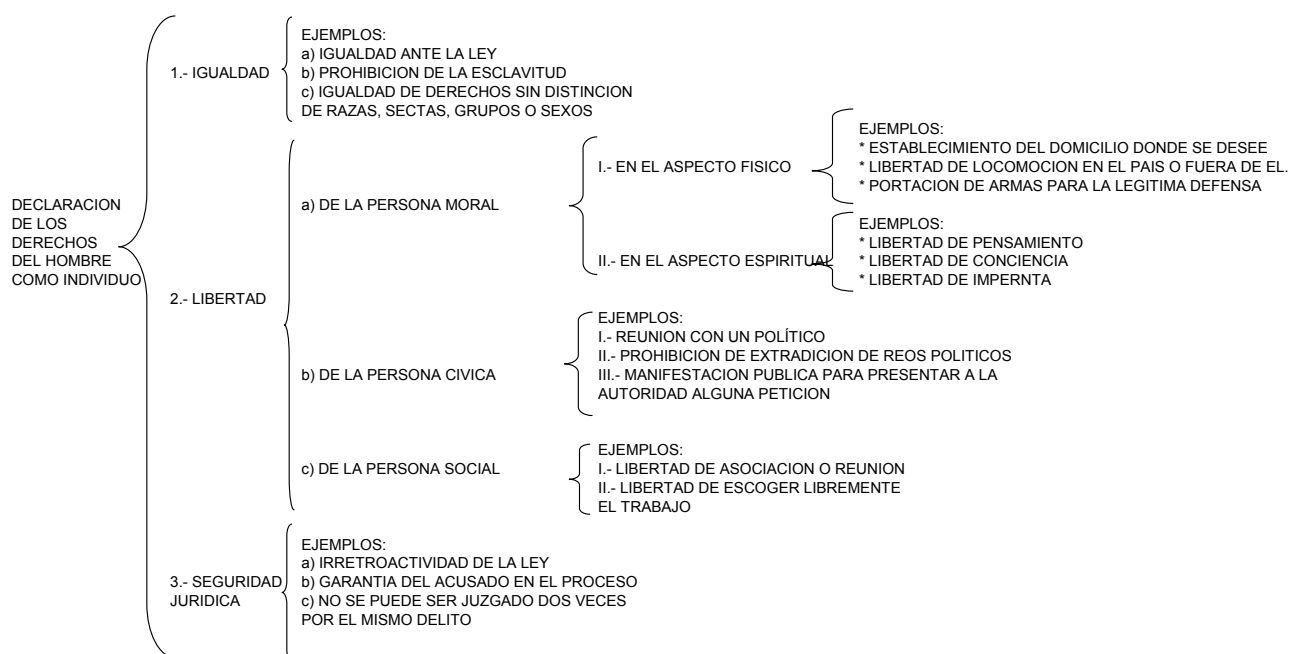 DECLARACION
DE LOS
DERECHOS
DEL HOMBRE
COMO INDIVIDUO
1.- IGUALDAD
EJEMPLOS:
a) IGUALDAD ANTE LA LEY
b) PROHIBICION DE LA ESCLAVITUD
c) IGUALDAD DE DERECHOS SIN DISTINCION
DE RAZAS, SECTAS, GRUPOS O SEXOS
2.- LIBERTAD
a) DE LA PERSONA MORAL
I.- EN EL ASPECTO FISICO
EJEMPLOS:
* ESTABLECIMIENTO DEL DOMICILIO DONDE SE DESEE
* LIBERTAD DE LOCOMOCION EN EL PAIS O FUERA DE EL.
* PORTACION DE ARMAS PARA LA LEGITIMA DEFENSA
II.- EN EL ASPECTO ESPIRITUAL
EJEMPLOS:
* LIBERTAD DE PENSAMIENTO
* LIBERTAD DE CONCIENCIA
* LIBERTAD DE IMPERNTA
b) DE LA PERSONA CIVICA
EJEMPLOS:
I.- REUNION CON UN POLÍTICO
II.- PROHIBICION DE EXTRADICION DE REOS POLITICOS
III.- MANIFESTACION PUBLICA PARA PRESENTAR A LA
AUTORIDAD ALGUNA PETICION
c) DE LA PERSONA SOCIAL
EJEMPLOS:
I.- LIBERTAD DE ASOCIACION O REUNION
II.- LIBERTAD DE ESCOGER LIBREMENTE
EL TRABAJO
3.- SEGURIDAD
JURIDICA
EJEMPLOS:
a) IRRETROACTIVIDAD DE LA LEY
b) GARANTIA DEL ACUSADO EN EL PROCESO
c) NO SE PUEDE SER JUZGADO DOS VECES
POR EL MISMO DELITO